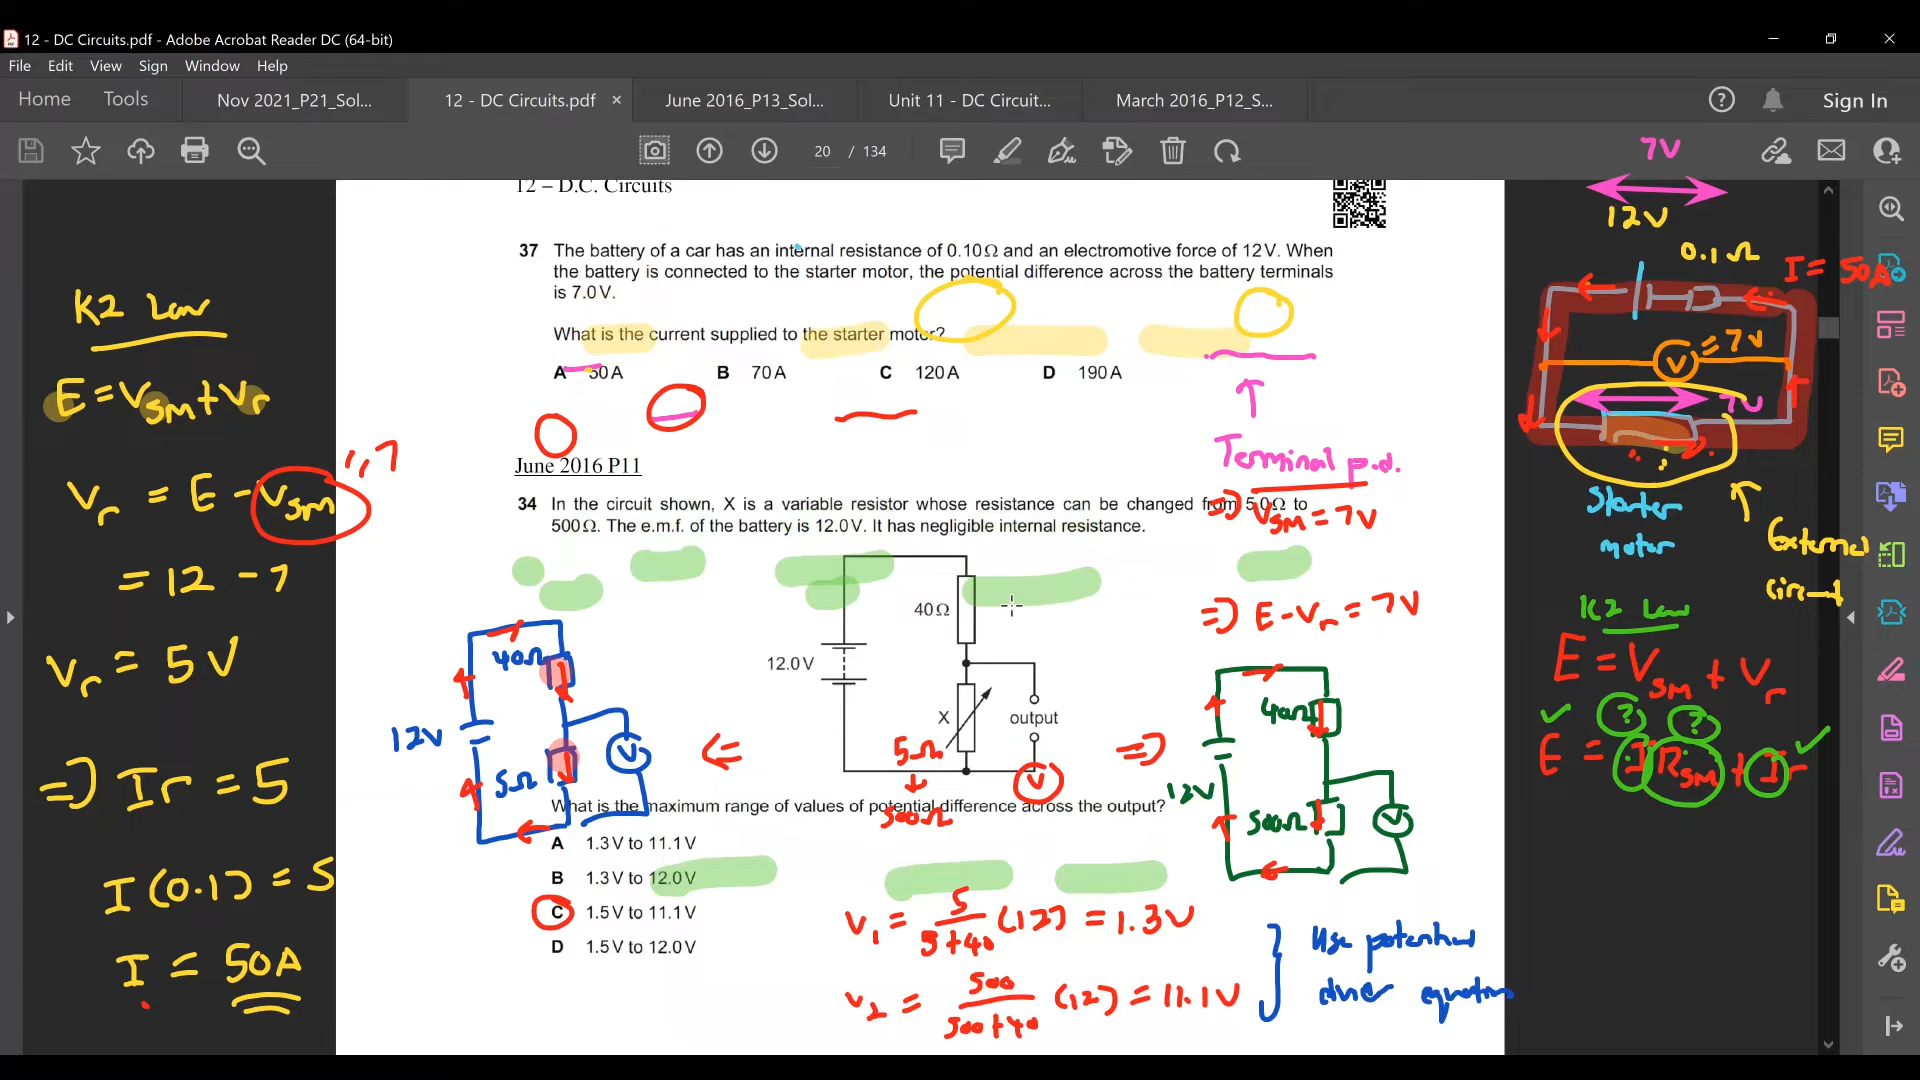 12 - DC Circuits.pdf - Adobe Acrobat Reader DC (64-bit)
File Edit View Sign Window Help
Home Tools Nov 2021_P21_Sol... 12 - DC Circuits.pdf × June 2016_P13_Sol... Unit 11 - DC Circuit... March 2016_P12_S... Sign In
20 / 134
12 – D.C. Circuits
37 The battery of a car has an internal resistance of 0.10Ω and an electromotive force of 12V. When
the battery is connected to the starter motor, the potential difference across the battery terminals
is 7.0V.
What is the current supplied to the starter motor?
A 50A B 70A C 120A D 190A
June 2016 P11
34 In the circuit shown, X is a variable resistor whose resistance can be changed from 5.0Ω to
500Ω. The e.m.f. of the battery is 12.0V. It has negligible internal resistance.
40Ω
12.0V
X
output
5Ω
500Ω
V
What is the maximum range of values of potential difference across the output?
A 1.3V to 11.1V
B 1.3V to 12.0V
C 1.5V to 11.1V
D 1.5V to 12.0V
K2 Law
E = Vsm + Vr
Vr = E - Vsm
= 12 - 7
Vr = 5V
=> Ir = 5
I(0.1) = 5
I = 50A
40Ω
12V
5Ω
V
Terminal p.d.
=> Vsm = 7V
=> E - Vr = 7V
40Ω
12V
500Ω
V
V1 = 5/5+40 (12) = 1.3V
V2 = 500/500+40 (12) = 11.1V
Use potential
divider equation
7V
12V
0.1Ω
I = 50A
V = 7V
7V
Starter
motor
External
circuit
K2 Law
E = Vsm + Vr
E = I Rsm + Ir
? ?